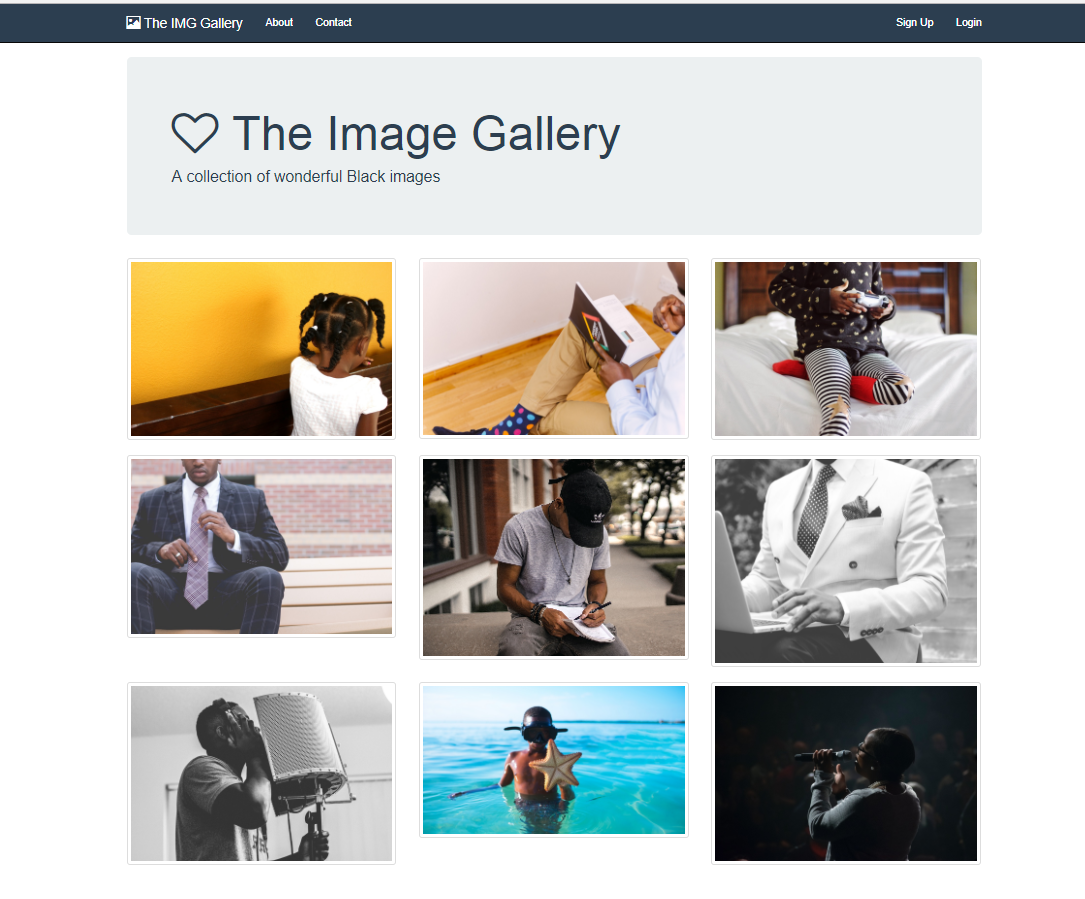 The IMG Gallery About Contact Sign Up Login
The Image Gallery
A collection of wonderful Black images